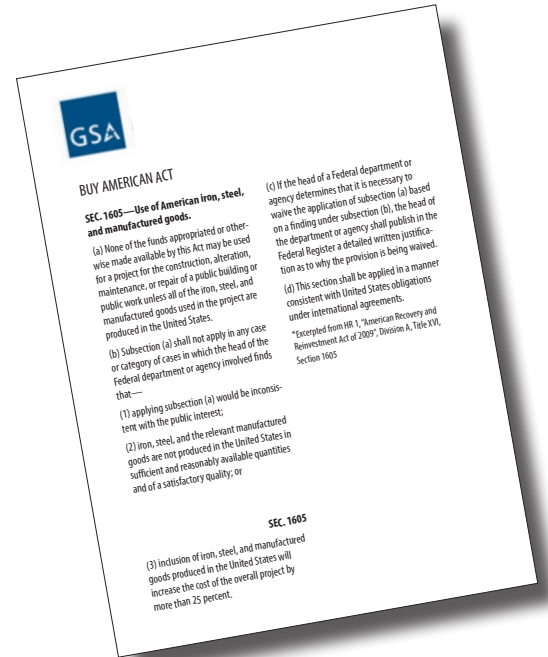 GSA
BUY AMERICAN ACT
SEC. 1605—Use of American iron, steel,
and manufactured goods.
(a) None of the funds appropriated or other-
wise made available by this Act may be used
for a project for the construction, alteration,
maintenance, or repair of a public building or
public work unless all of the iron, steel, and
manufactured goods used in the project are
produced in the United States.
(b) Subsection (a) shall not apply in any case
or category of cases in which the head of the
Federal department or agency involved finds
that—
(1) applying subsection (a) would be inconsis-
tent with the public interest;
(2) iron, steel, and the relevant manufactured
goods are not produced in the United States in
sufficient and reasonably available quantities
and of a satisfactory quality; or
SEC. 1605
(3) inclusion of iron, steel, and manufactured
goods produced in the United States will
increase the cost of the overall project by
more than 25 percent.
(c) If the head of a Federal department or
agency determines that it is necessary to
waive the application of subsection (a) based
on a finding under subsection (b), the head of
the department or agency shall publish in the
Federal Register a detailed written justifica-
tion as to why the provision is being waived.
(d) This section shall be applied in a manner
consistent with United States obligations
under international agreements.
*Excerpted from HR 1, "American Recovery and
Reinvestment Act of 2009", Division A, Title XVI,
Section 1605